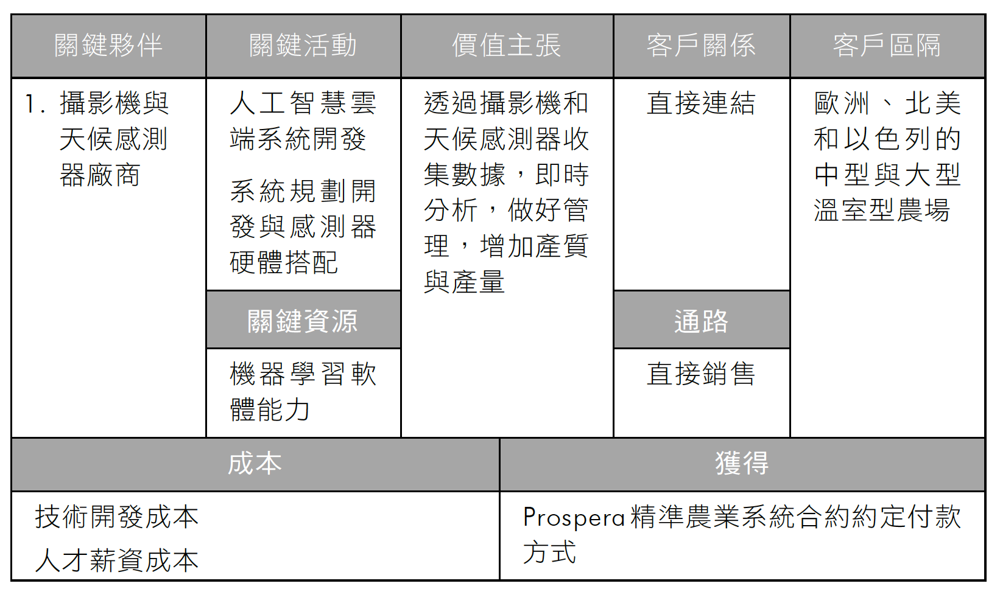 關鍵夥伴
關鍵活動
價值主張
客戶關係
客戶區隔
1. 攝影機與
天候感測
器廠商
人工智慧雲
端系統開發
系統規劃開
發與感測器
硬體搭配
關鍵資源
機器學習軟
體能力
透過攝影機和
天候感測器收
集數據，即時
分析，做好管
理，增加產質
與產量
直接連結
通路
直接銷售
歐洲、北美
和以色列的
中型與大型
溫室型農場
成本
技術開發成本
人才薪資成本
獲得
Prospera精準農業系統合約約定付款
方式